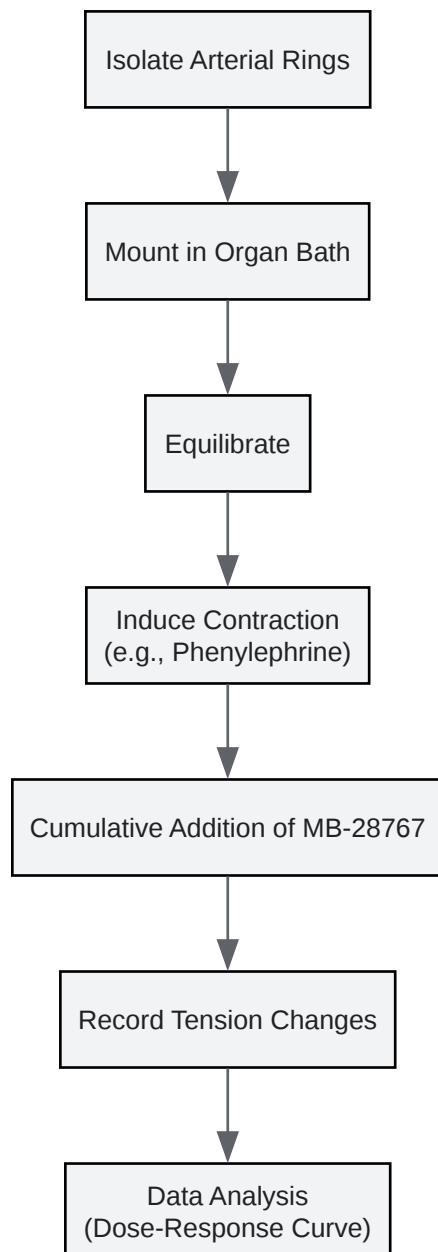 Isolate Arterial Rings
Mount in Organ Bath
Equilibrate
Induce Contraction
(e.g., Phenylephrine)
Cumulative Addition of MB-28767
Record Tension Changes
Data Analysis
(Dose-Response Curve)